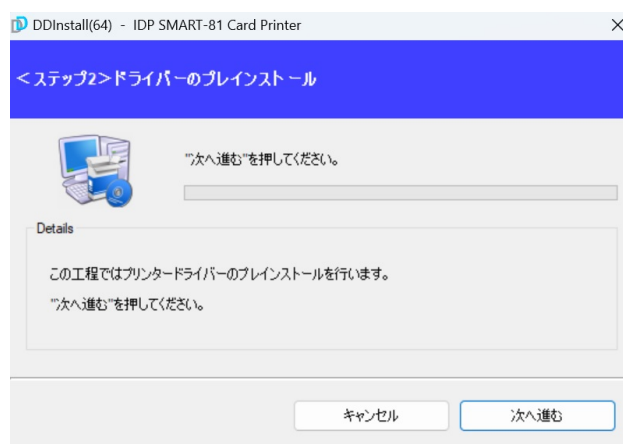 DDInstall(64) - IDP SMART-81 Card Printer
＜ステップ2＞ドライバーのプレインストール
"次へ進む"を押してください。
Details
この工程ではプリンタードライバーのプレインストールを行います。
"次へ進む"を押してください。
キャンセル
次へ進む